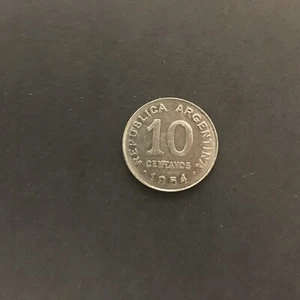 REPUBLICA ARGENTINA
10
CENTAVOS
1954